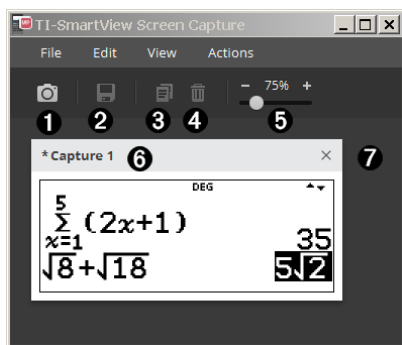 TI-SmartView Screen Capture
File Edit View Actions
− 75% +
1 2 3 4 5
*Capture 1 6 × 7
DEG
5
Σ (2x+1)
x=1
35
√8+√18 5√2